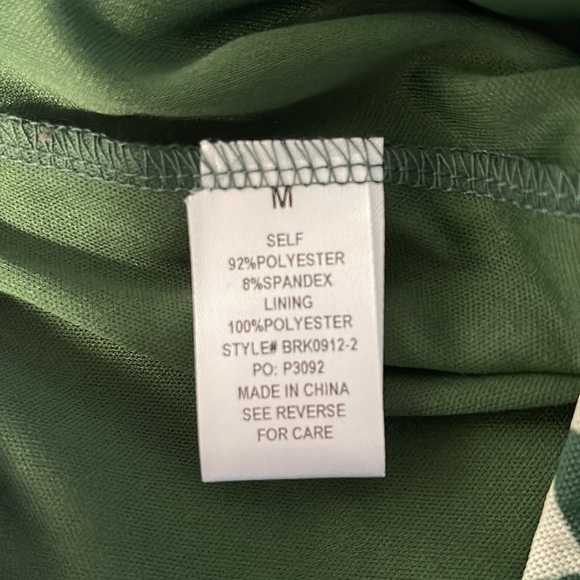 M
SELF
92%POLYESTER
8%SPANDEX
LINING
100%POLYESTER
STYLE# BRK0912-2
PO: P3092
MADE IN CHINA
SEE REVERSE
FOR CARE